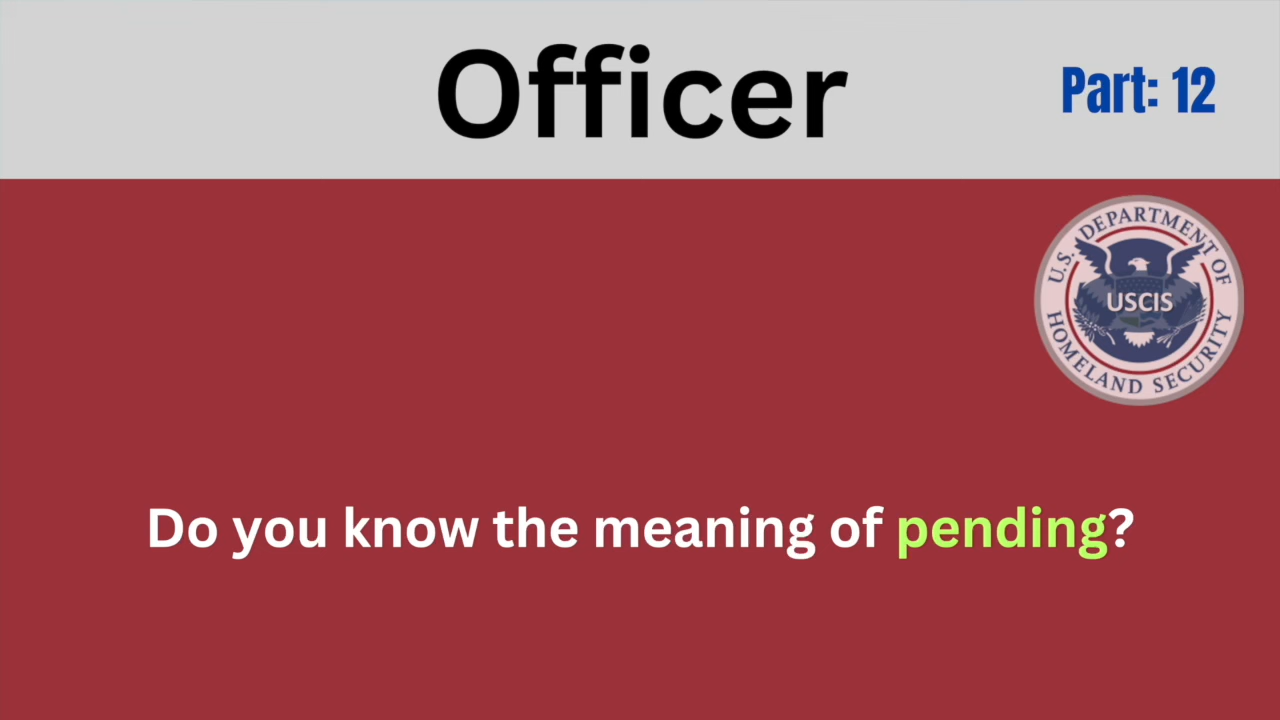 Officer
Part: 12
U.S. DEPARTMENT OF
USCIS
HOMELAND SECURITY
Do you know the meaning of pending?